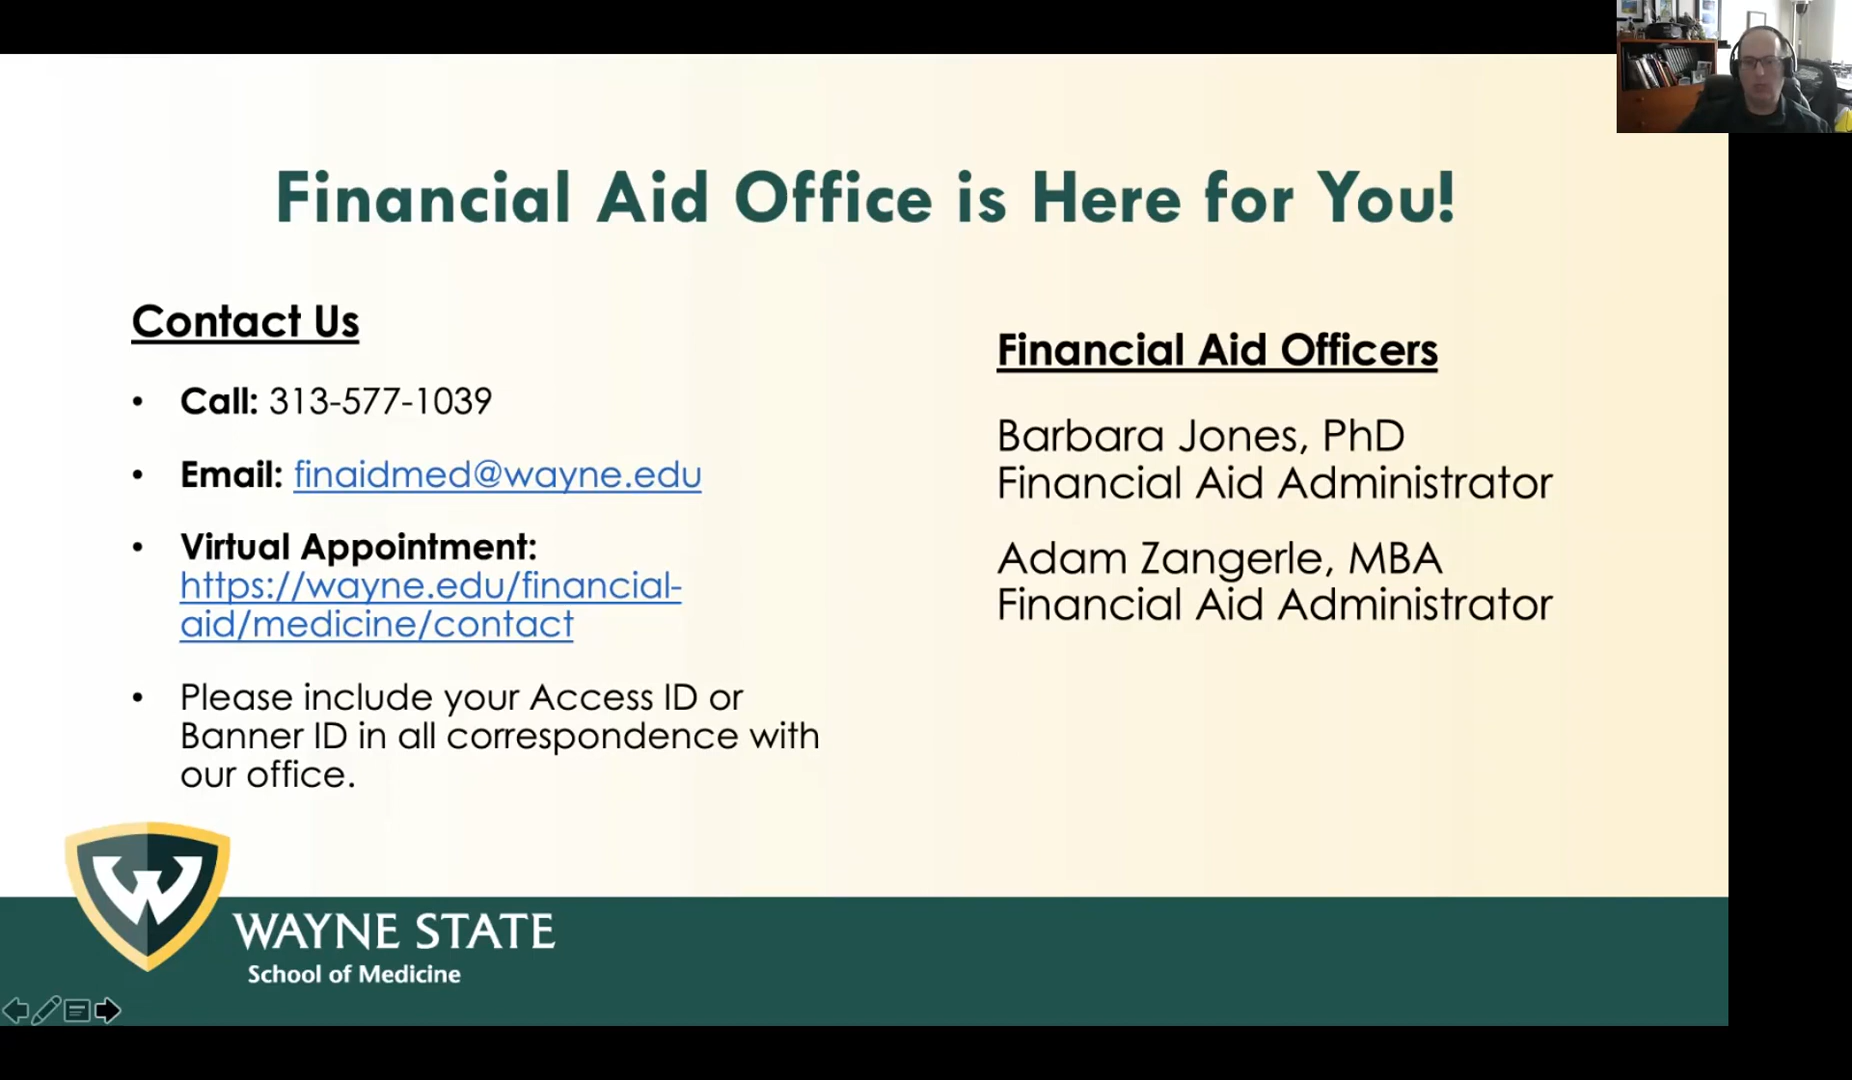 Financial Aid Office is Here for You!
Contact Us
• Call: 313-577-1039
• Email: finaidmed@wayne.edu
• Virtual Appointment:
https://wayne.edu/financial-
aid/medicine/contact
• Please include your Access ID or
Banner ID in all correspondence with
our office.
Financial Aid Officers
Barbara Jones, PhD
Financial Aid Administrator
Adam Zangerle, MBA
Financial Aid Administrator
W
WAYNE STATE
School of Medicine